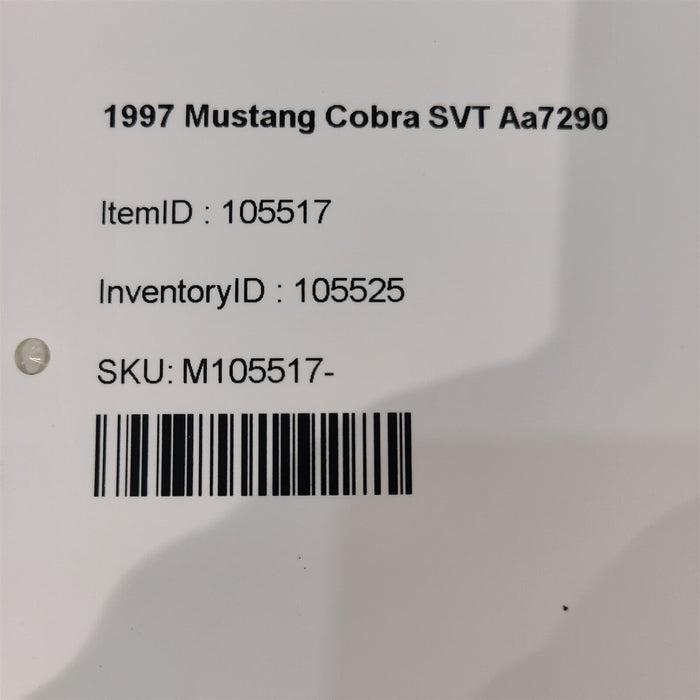 1997 Mustang Cobra SVT Aa7290
ItemID : 105517
InventoryID : 105525
SKU: M105517-